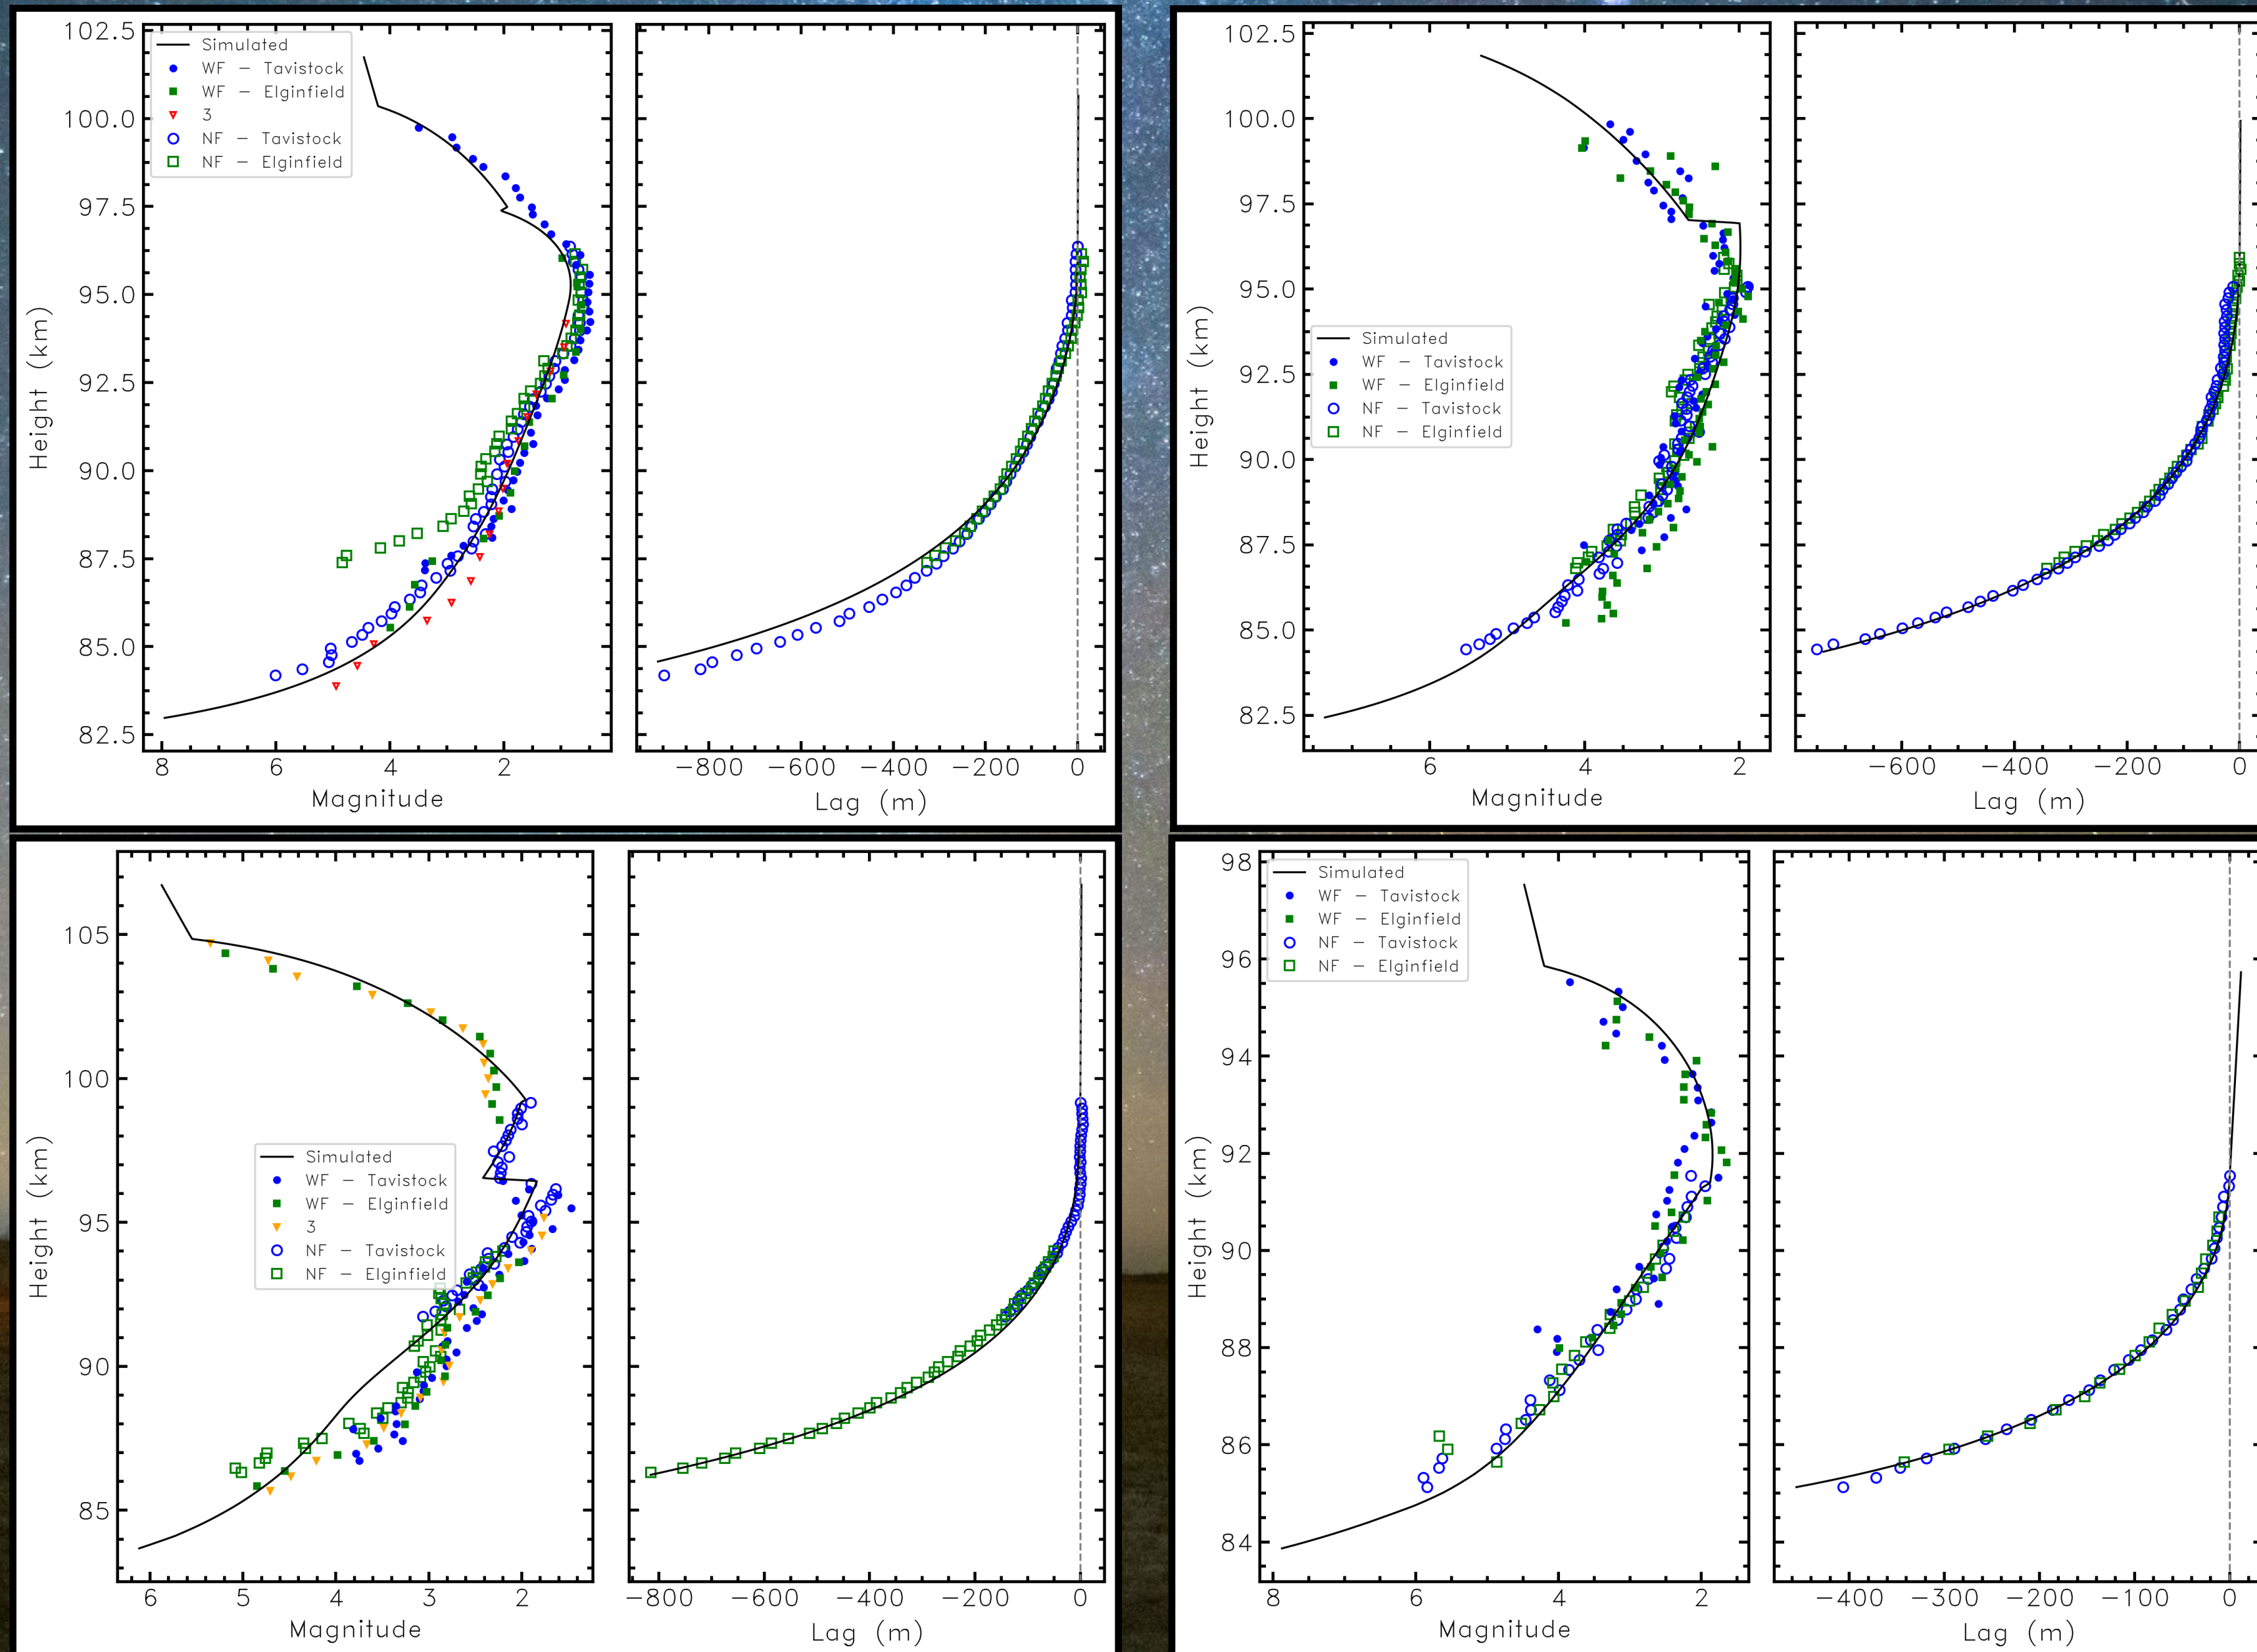 102.5
100.0
97.5
95.0
92.5
90.0
87.5
85.0
82.5
Height (km)
Simulated
WF – Tavistock
WF – Elginfield
3
NF – Tavistock
NF – Elginfield
8 6 4 2
Magnitude
−800 −600 −400 −200 0
Lag (m)
102.5
100.0
97.5
95.0
92.5
90.0
87.5
85.0
82.5
Height (km)
Simulated
WF – Tavistock
WF – Elginfield
NF – Tavistock
NF – Elginfield
6 4 2
Magnitude
−600 −400 −200 0
Lag (m)
105
100
95
90
85
Height (km)
Simulated
WF – Tavistock
WF – Elginfield
3
NF – Tavistock
NF – Elginfield
6 5 4 3 2
Magnitude
−800 −600 −400 −200 0
Lag (m)
98
96
94
92
90
88
86
84
Height (km)
Simulated
WF – Tavistock
WF – Elginfield
NF – Tavistock
NF – Elginfield
8 6 4 2
Magnitude
−400 −300 −200 −100 0
Lag (m)